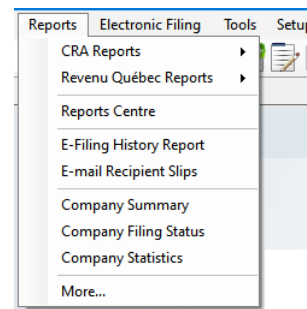 Reports Electronic Filing Tools Setu
CRA Reports
Revenu Québec Reports
Reports Centre
E-Filing History Report
E-mail Recipient Slips
Company Summary
Company Filing Status
Company Statistics
More...